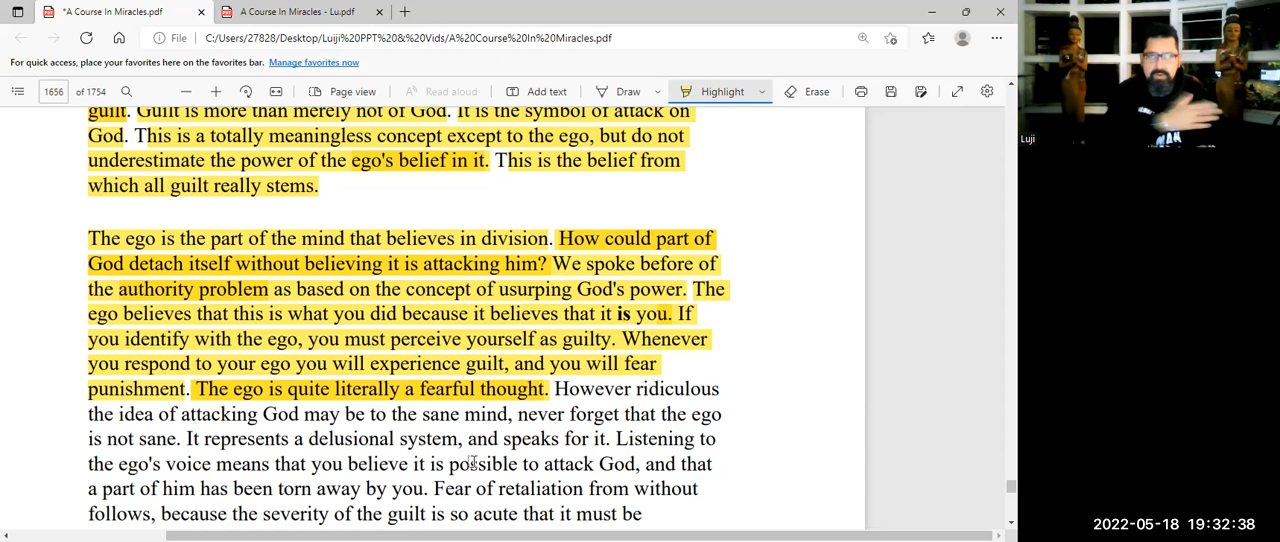 *A Course In Miracles.pdf
A Course In Miracles - Lu.pdf
File
C:/Users/27828/Desktop/Luiji%20PPT%20&%20Vids/A%20Course%20In%20Miracles.pdf
For quick access, place your favorites here on the favorites bar. Manage favorites now
1656 of 1754
Page view
Read aloud
Add text
Draw
Highlight
Erase
guilt. Guilt is more than merely not of God. It is the symbol of attack on
God. This is a totally meaningless concept except to the ego, but do not
underestimate the power of the ego's belief in it. This is the belief from
which all guilt really stems.
The ego is the part of the mind that believes in division. How could part of
God detach itself without believing it is attacking him? We spoke before of
the authority problem as based on the concept of usurping God's power. The
ego believes that this is what you did because it believes that it is you. If
you identify with the ego, you must perceive yourself as guilty. Whenever
you respond to your ego you will experience guilt, and you will fear
punishment. The ego is quite literally a fearful thought. However ridiculous
the idea of attacking God may be to the sane mind, never forget that the ego
is not sane. It represents a delusional system, and speaks for it. Listening to
the ego's voice means that you believe it is possible to attack God, and that
a part of him has been torn away by you. Fear of retaliation from without
follows, because the severity of the guilt is so acute that it must be
Luji
2022-05-18 19:32:38